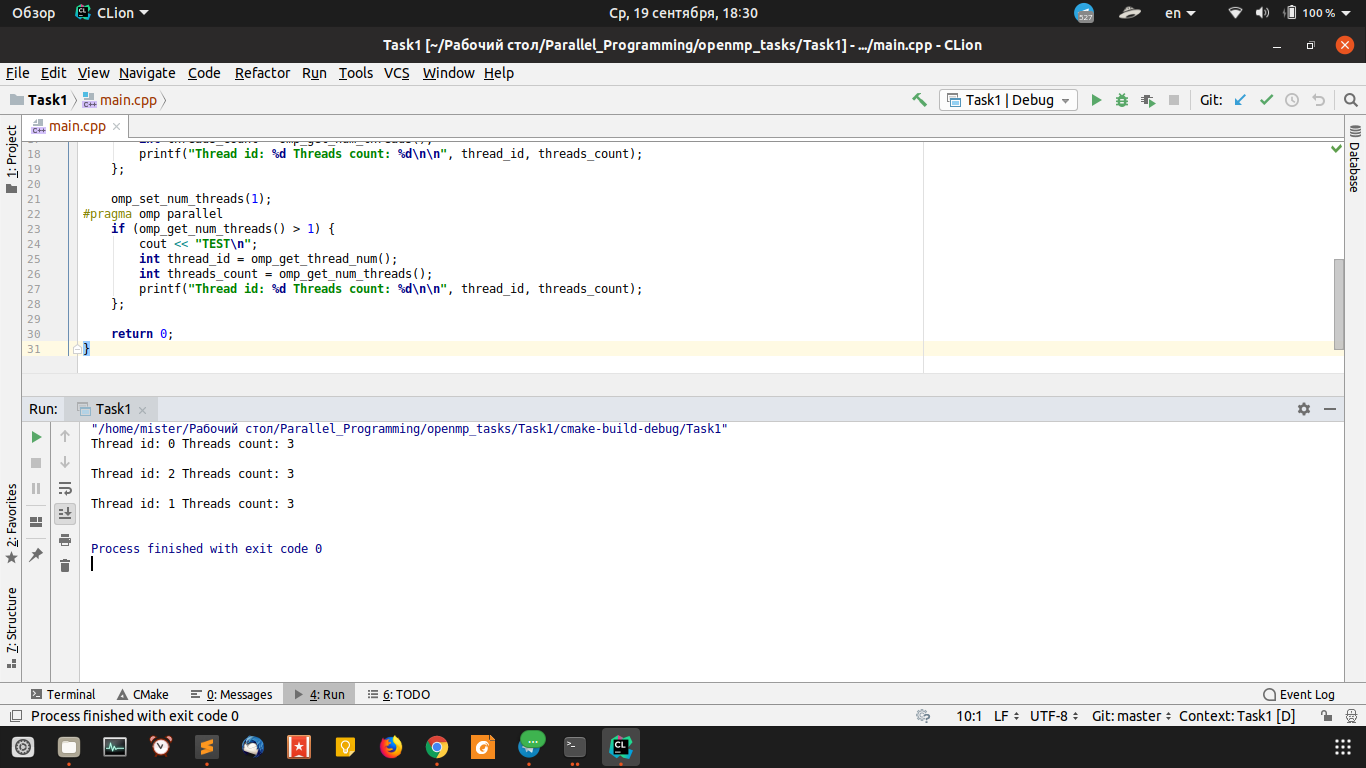 Обзор CLion Ср, 19 сентября, 18:30 527 en 100 %
Task1 [~/Рабочий стол/Parallel_Programming/openmp_tasks/Task1] - .../main.cpp - CLion
File Edit View Navigate Code Refactor Run Tools VCS Window Help
Task1 main.cpp Task1 | Debug Git:
main.cpp
1: Project
Database
18 printf("Thread id: %d Threads count: %d\n\n", thread_id, threads_count);
19 };
20
21 omp_set_num_threads(1);
22 #pragma omp parallel
23 if (omp_get_num_threads() > 1) {
24 cout << "TEST\n";
25 int thread_id = omp_get_thread_num();
26 int threads_count = omp_get_num_threads();
27 printf("Thread id: %d Threads count: %d\n\n", thread_id, threads_count);
28 };
29
30 return 0;
31 }
Run: Task1
"/home/mister/Рабочий стол/Parallel_Programming/openmp_tasks/Task1/cmake-build-debug/Task1"
Thread id: 0 Threads count: 3
Thread id: 2 Threads count: 3
Thread id: 1 Threads count: 3
Process finished with exit code 0
2: Favorites
7: Structure
Terminal CMake 0: Messages 4: Run 6: TODO Event Log
Process finished with exit code 0 10:1 LF UTF-8 Git: master Context: Task1 [D]
CL